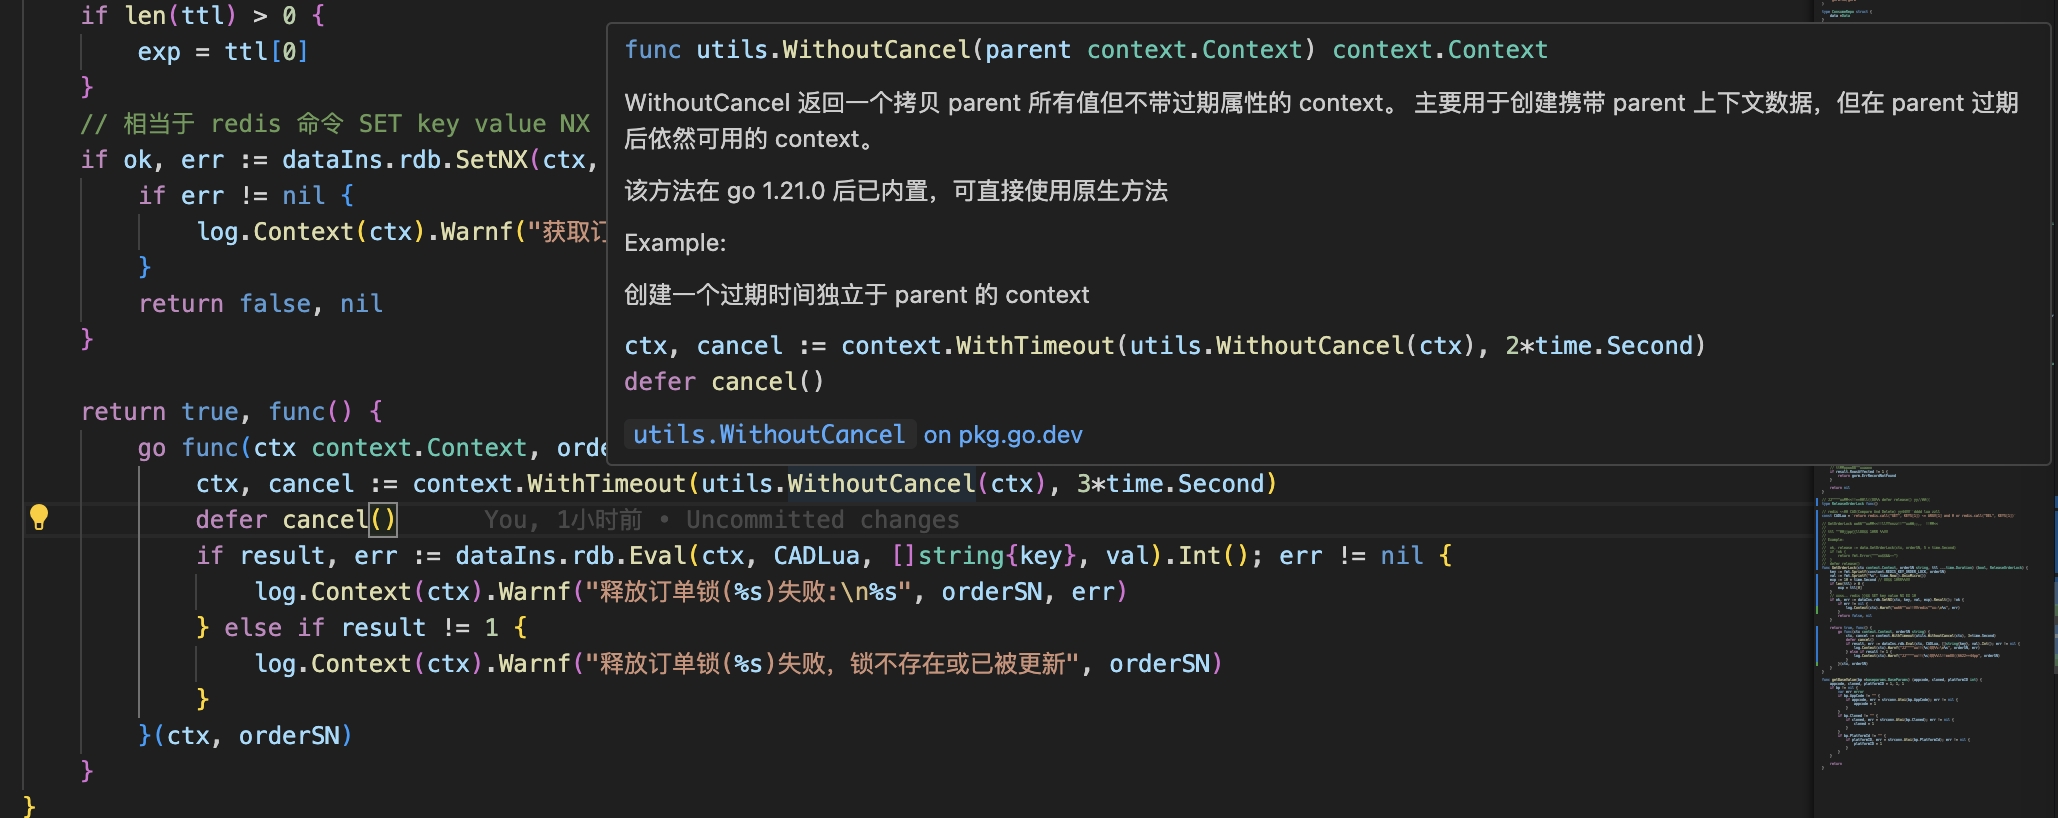 if len(ttl) > 0 {
exp = ttl[0]
}
// 相当于 redis 命令 SET key value NX
if ok, err := dataIns.rdb.SetNX(ctx,
if err != nil {
log.Context(ctx).Warnf("获取订
}
return false, nil
}
return true, func() {
go func(ctx context.Context, orde
ctx, cancel := context.WithTimeout(utils.WithoutCancel(ctx), 3*time.Second)
defer cancel() You, 1小时前 • Uncommitted changes
if result, err := dataIns.rdb.Eval(ctx, CADLua, []string{key}, val).Int(); err != nil {
log.Context(ctx).Warnf("释放订单锁(%s)失败:\n%s", orderSN, err)
} else if result != 1 {
log.Context(ctx).Warnf("释放订单锁(%s)失败，锁不存在或已被更新", orderSN)
}
}(ctx, orderSN)
}
}
func utils.WithoutCancel(parent context.Context) context.Context
WithoutCancel 返回一个拷贝 parent 所有值但不带过期属性的 context。 主要用于创建携带 parent 上下文数据，但在 parent 过期
后依然可用的 context。
该方法在 go 1.21.0 后已内置，可直接使用原生方法
Example:
创建一个过期时间独立于 parent 的 context
ctx, cancel := context.WithTimeout(utils.WithoutCancel(ctx), 2*time.Second)
defer cancel()
utils.WithoutCancel on pkg.go.dev